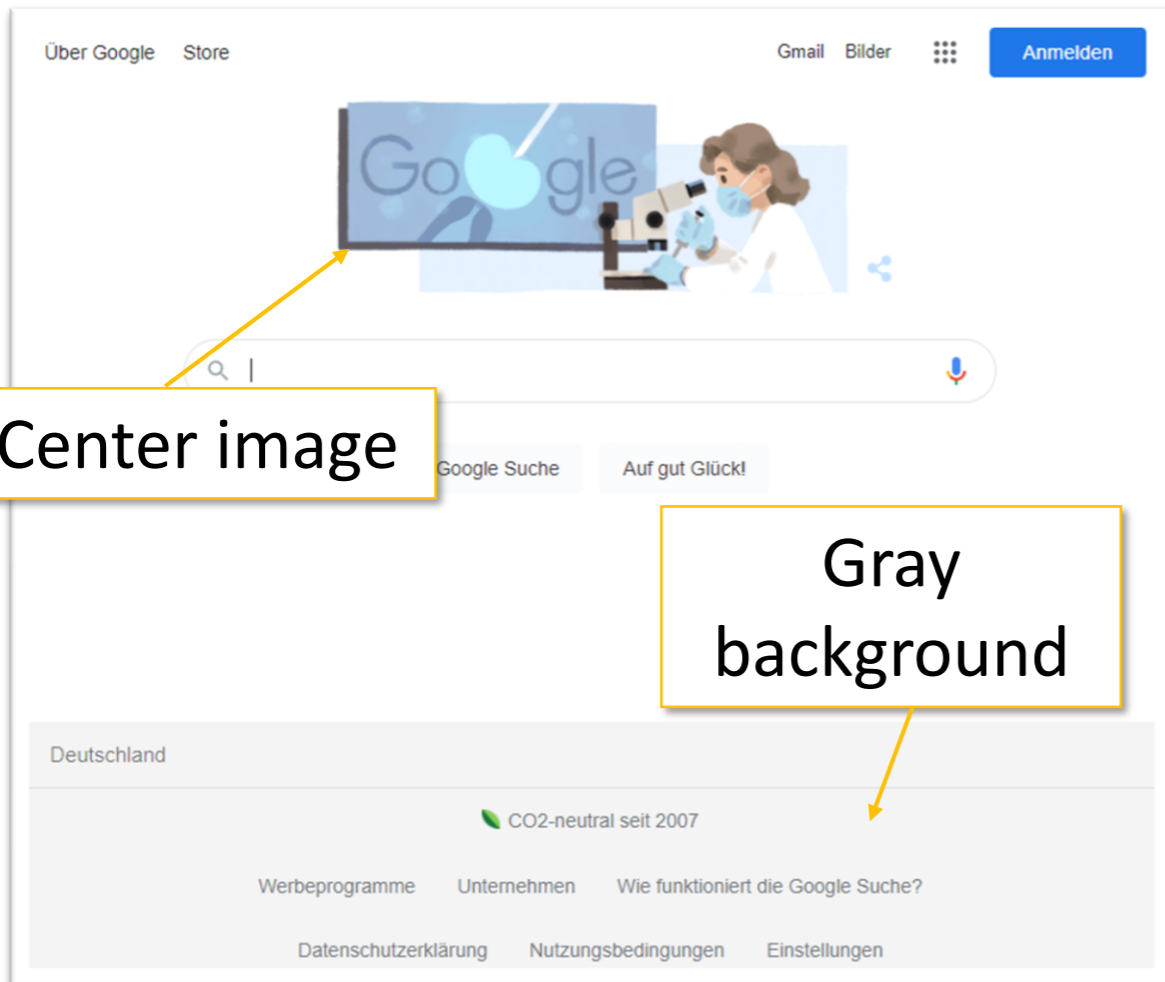 Über Google Store Gmail Bilder Anmelden
Google
Center image
Google Suche Auf gut Glück!
Gray
background
Deutschland
CO2-neutral seit 2007
Werbeprogramme Unternehmen Wie funktioniert die Google Suche?
Datenschutzerklärung Nutzungsbedingungen Einstellungen